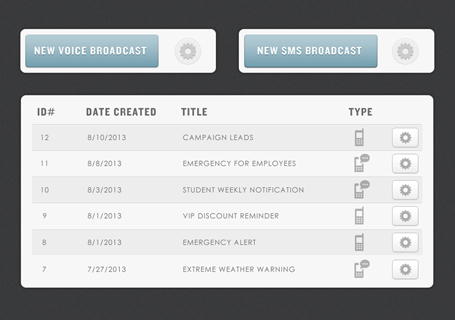 NEW VOICE BROADCAST
NEW SMS BROADCAST
ID# DATE CREATED TITLE TYPE
12 8/10/2013 CAMPAIGN LEADS
11 8/8/2013 EMERGENCY FOR EMPLOYEES
10 8/3/2013 STUDENT WEEKLY NOTIFICATION
9 8/1/2013 VIP DISCOUNT REMINDER
8 8/1/2013 EMERGENCY ALERT
7 7/27/2013 EXTREME WEATHER WARNING